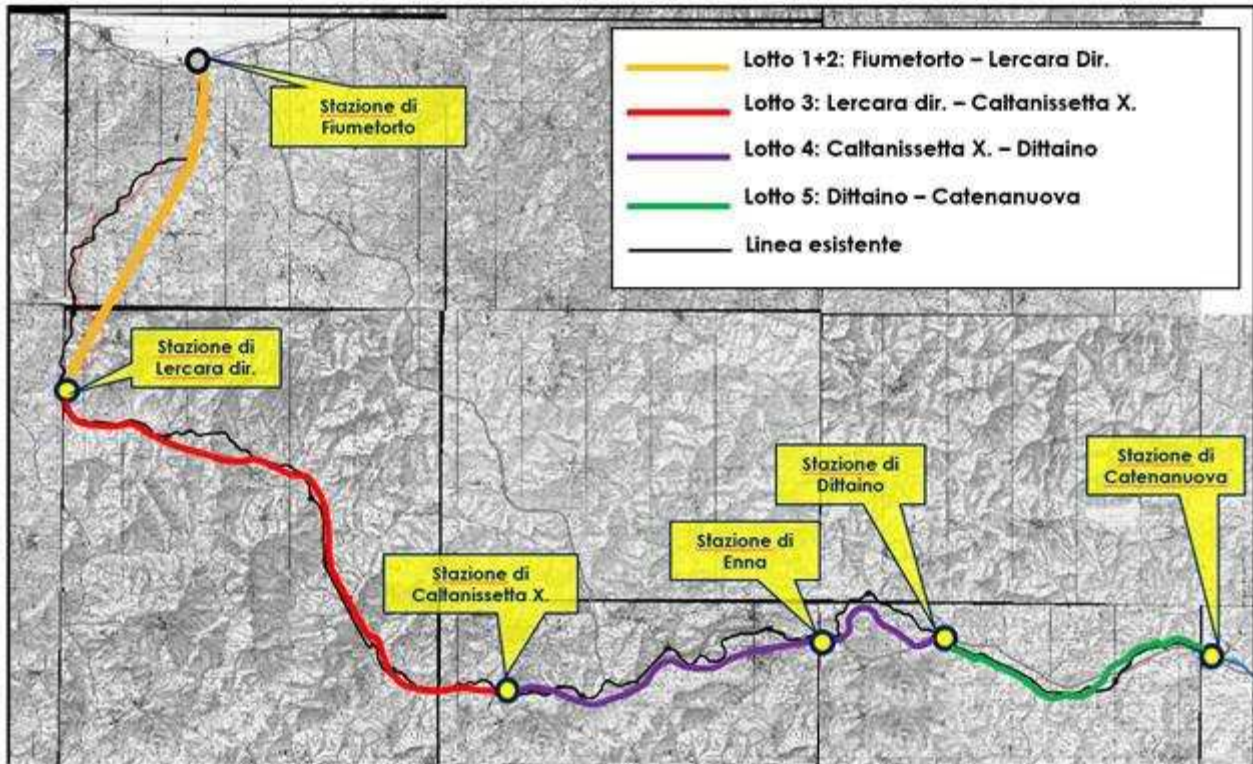 Lotto 1+2: Fiumetorto – Lercara Dir.
Lotto 3: Lercara dir. – Caltanissetta X.
Lotto 4: Caltanissetta X. – Dittaino
Lotto 5: Dittaino – Catenanuova
Linea esistente
Stazione di
Fiumetorto
Stazione di
Lercara dir.
Stazione di
Caltanissetta X.
Stazione di
Enna
Stazione di
Dittaino
Stazione di
Catenanuova